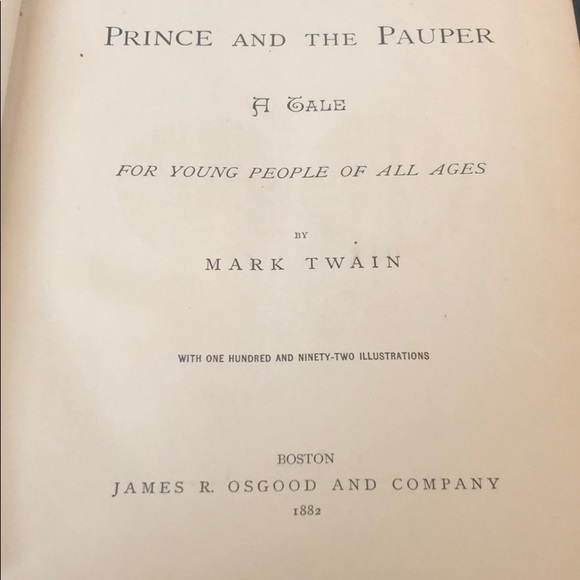 PRINCE AND THE PAUPER
A TALE
FOR YOUNG PEOPLE OF ALL AGES
BY
MARK TWAIN
WITH ONE HUNDRED AND NINETY-TWO ILLUSTRATIONS
BOSTON
JAMES R. OSGOOD AND COMPANY
1882